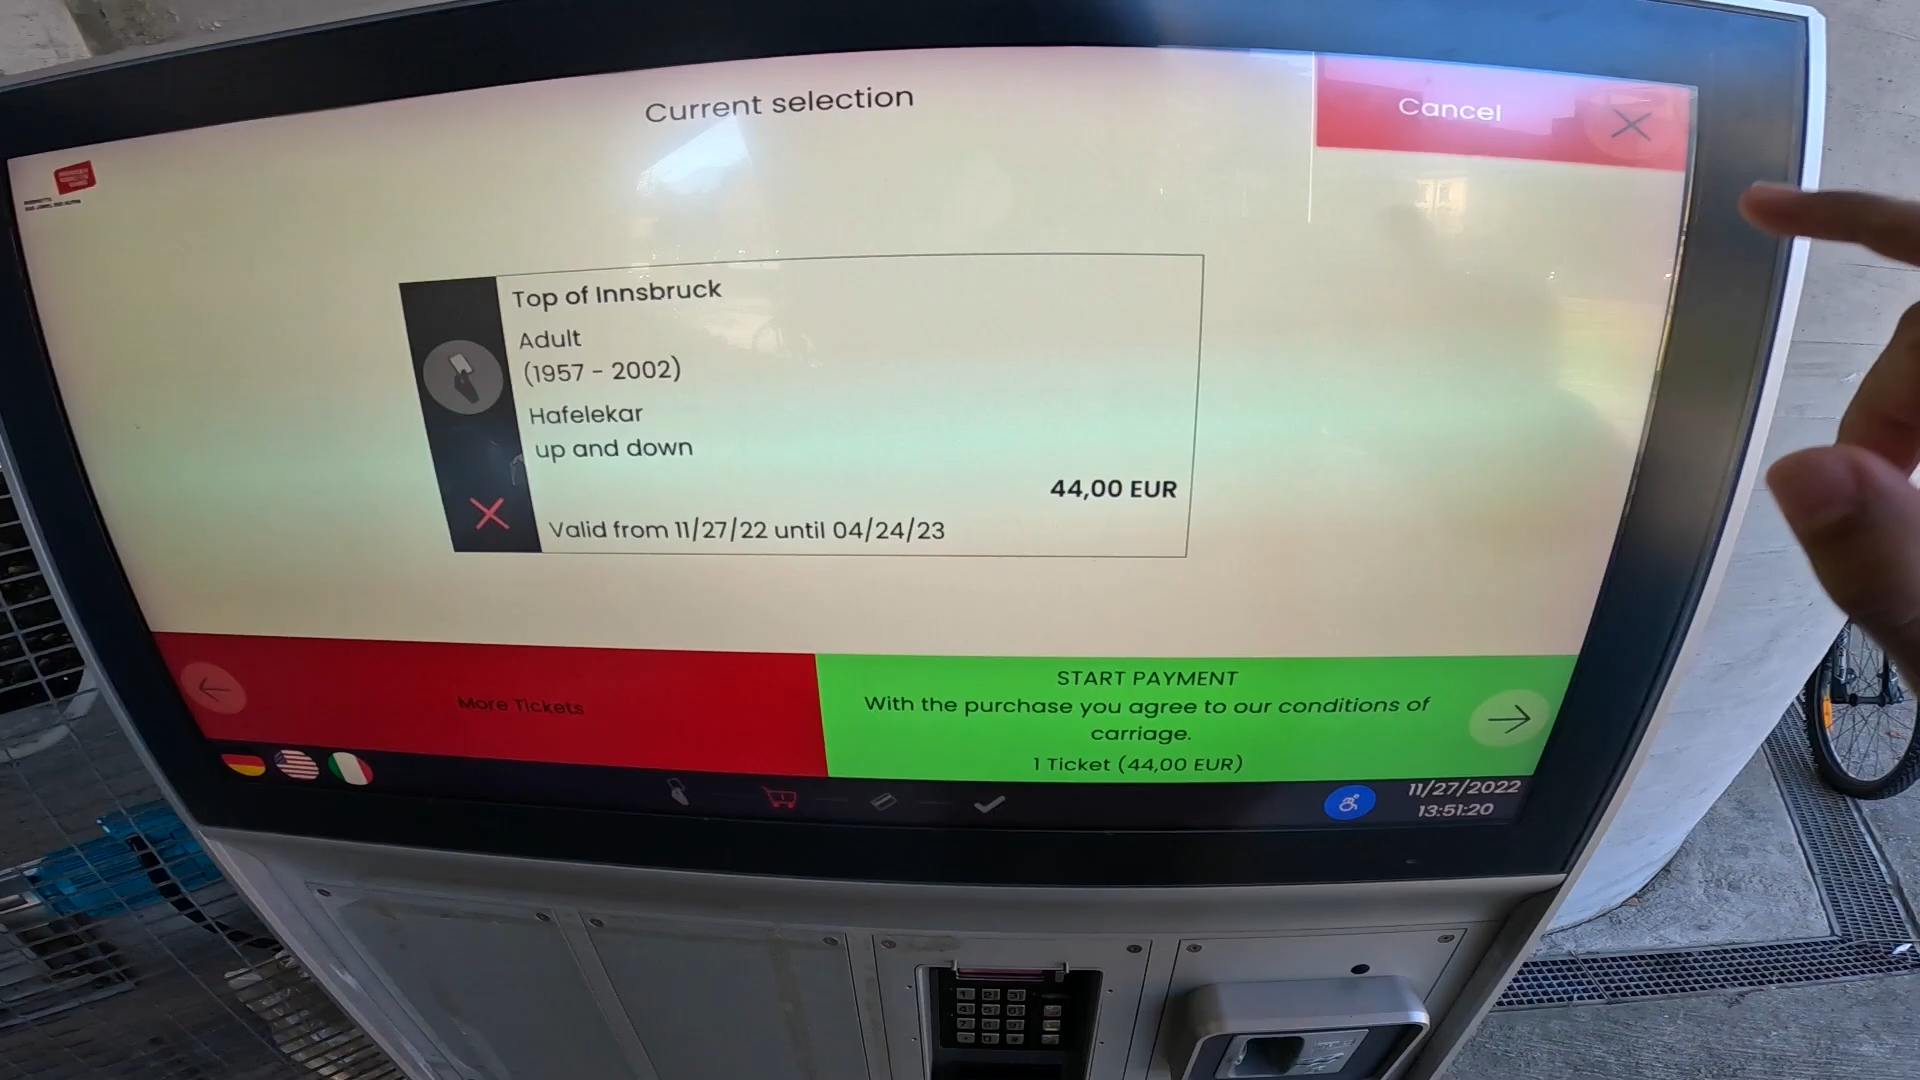 Current selection
Cancel
Top of Innsbruck
Adult
(1957 - 2002)
Hafelekar
up and down
44,00 EUR
Valid from 11/27/22 until 04/24/23
More Tickets
START PAYMENT
With the purchase you agree to our conditions of
carriage.
1 Ticket (44,00 EUR)
11/27/2022
13:51:20